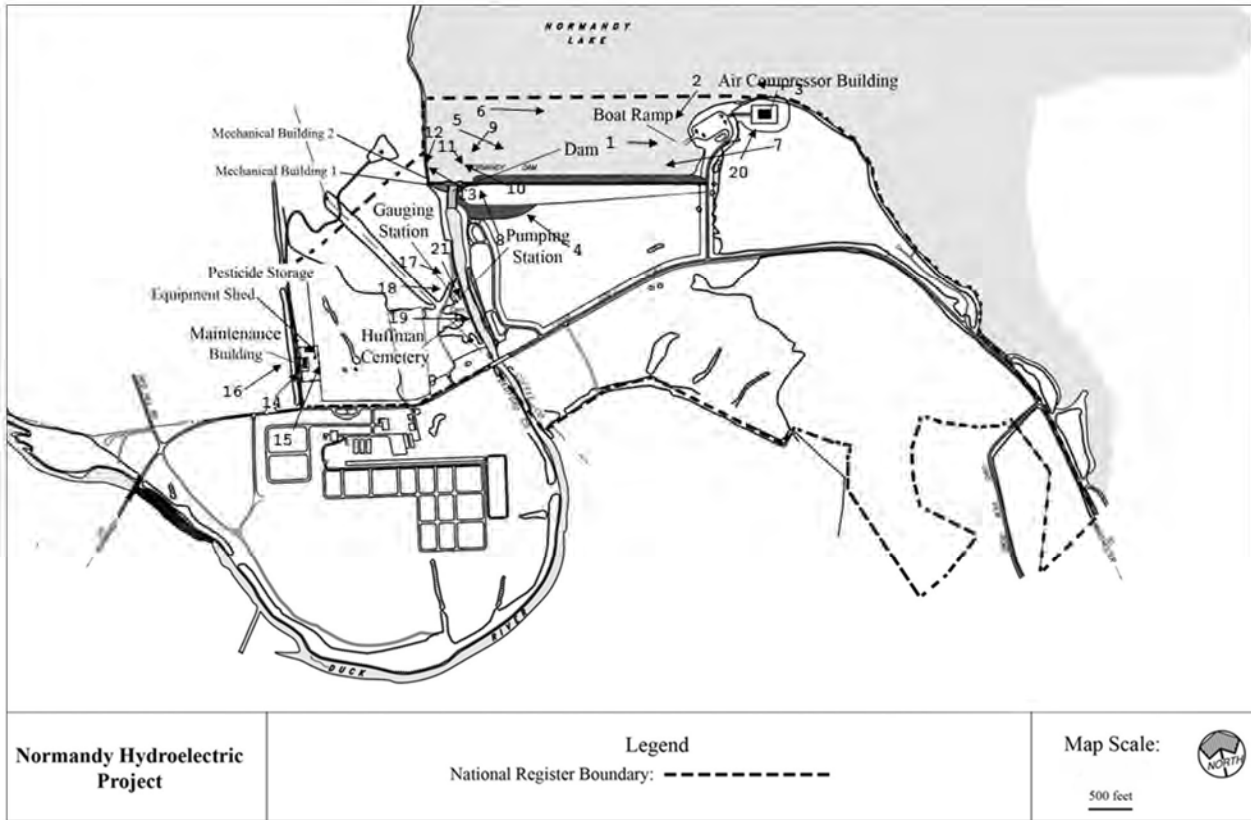 NORMANDY
LAKE
2
Air Compressor Building
3
6
5
Boat Ramp
Mechanical Building 2
12
9
11
1
Dam
7
NORMANDY DAM
Mechanical Building 1
20
10
13
Gauging
Station
8
Pumping
Station
4
21
17
Pesticide Storage
18
Equipment Shed
19
Maintenance
Building
Huffman
Cemetery
16
14
15
DUCK
RIVER
Normandy Hydroelectric
Project
Legend
National Register Boundary:
Map Scale:
500 feet
NORTH